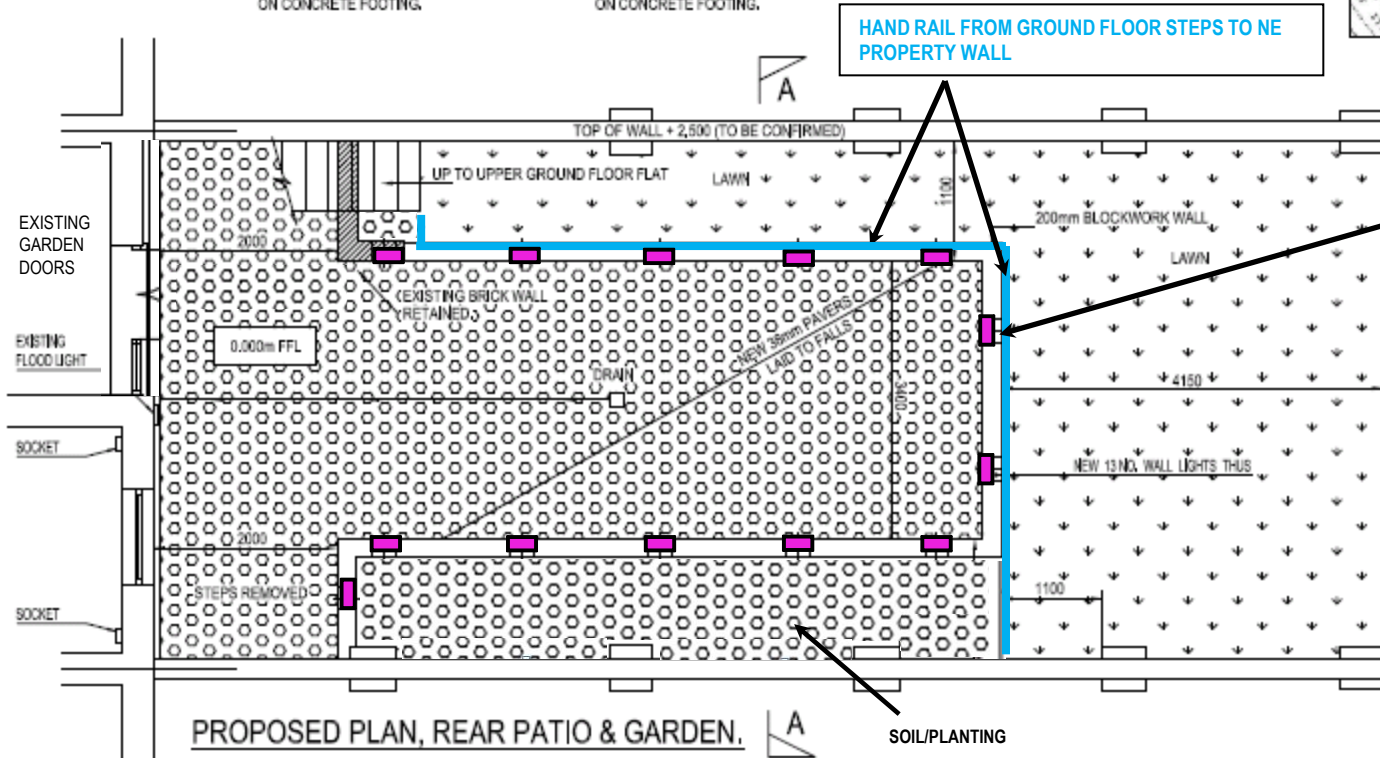 ON CONCRETE FOOTING.
ON CONCRETE FOOTING.
HAND RAIL FROM GROUND FLOOR STEPS TO NE
PROPERTY WALL
A
TOP OF WALL + 2,500 (TO BE CONFIRMED)
UP TO UPPER GROUND FLOOR FLAT
LAWN
1100
200mm BLOCKWORK WALL
EXISTING
GARDEN
DOORS
2000
LAWN
EXISTING BRICK WALL
RETAINED
EXISTING
FLOOD LIGHT
0.000m FFL
NEW 38mm PAVERS
LAID TO FALLS
DRAIN
3400
4150
SOCKET
NEW 13 NO. WALL LIGHTS THUS
2000
STEPS REMOVED
1100
SOCKET
PROPOSED PLAN, REAR PATIO & GARDEN.
A
SOIL/PLANTING